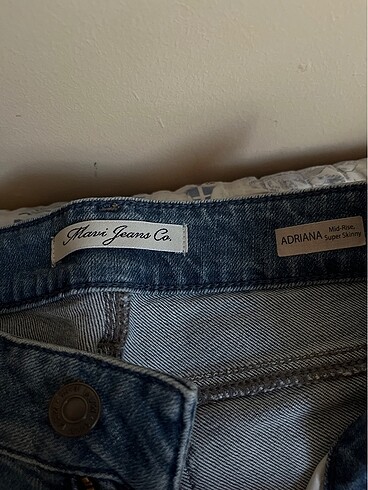 Mavi Jeans Co.
ADRIANA Mid-Rise,
Super Skinny